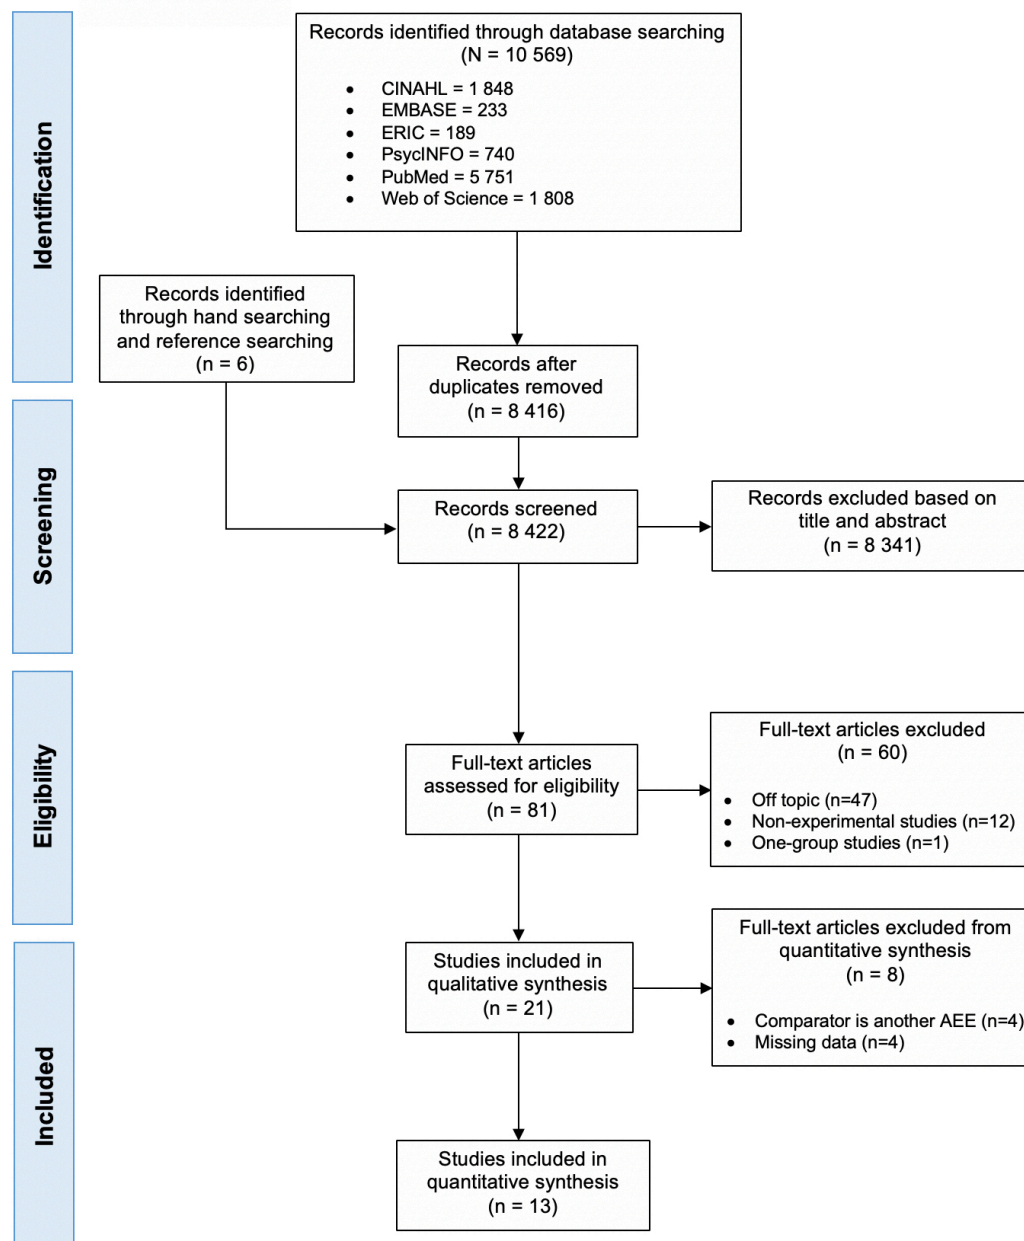 Identification
Records identified through database searching
(N = 10 569)
• CINAHL = 1 848
• EMBASE = 233
• ERIC = 189
• PsycINFO = 740
• PubMed = 5 751
• Web of Science = 1 808
Records identified
through hand searching
and reference searching
(n = 6)
Records after
duplicates removed
(n = 8 416)
Screening
Records screened
(n = 8 422)
Records excluded based on
title and abstract
(n = 8 341)
Eligibility
Full-text articles
assessed for eligibility
(n = 81)
Full-text articles excluded
(n = 60)
• Off topic (n=47)
• Non-experimental studies (n=12)
• One-group studies (n=1)
Included
Studies included in
qualitative synthesis
(n = 21)
Full-text articles excluded from
quantitative synthesis
(n = 8)
• Comparator is another AEE (n=4)
• Missing data (n=4)
Studies included in
quantitative synthesis
(n = 13)